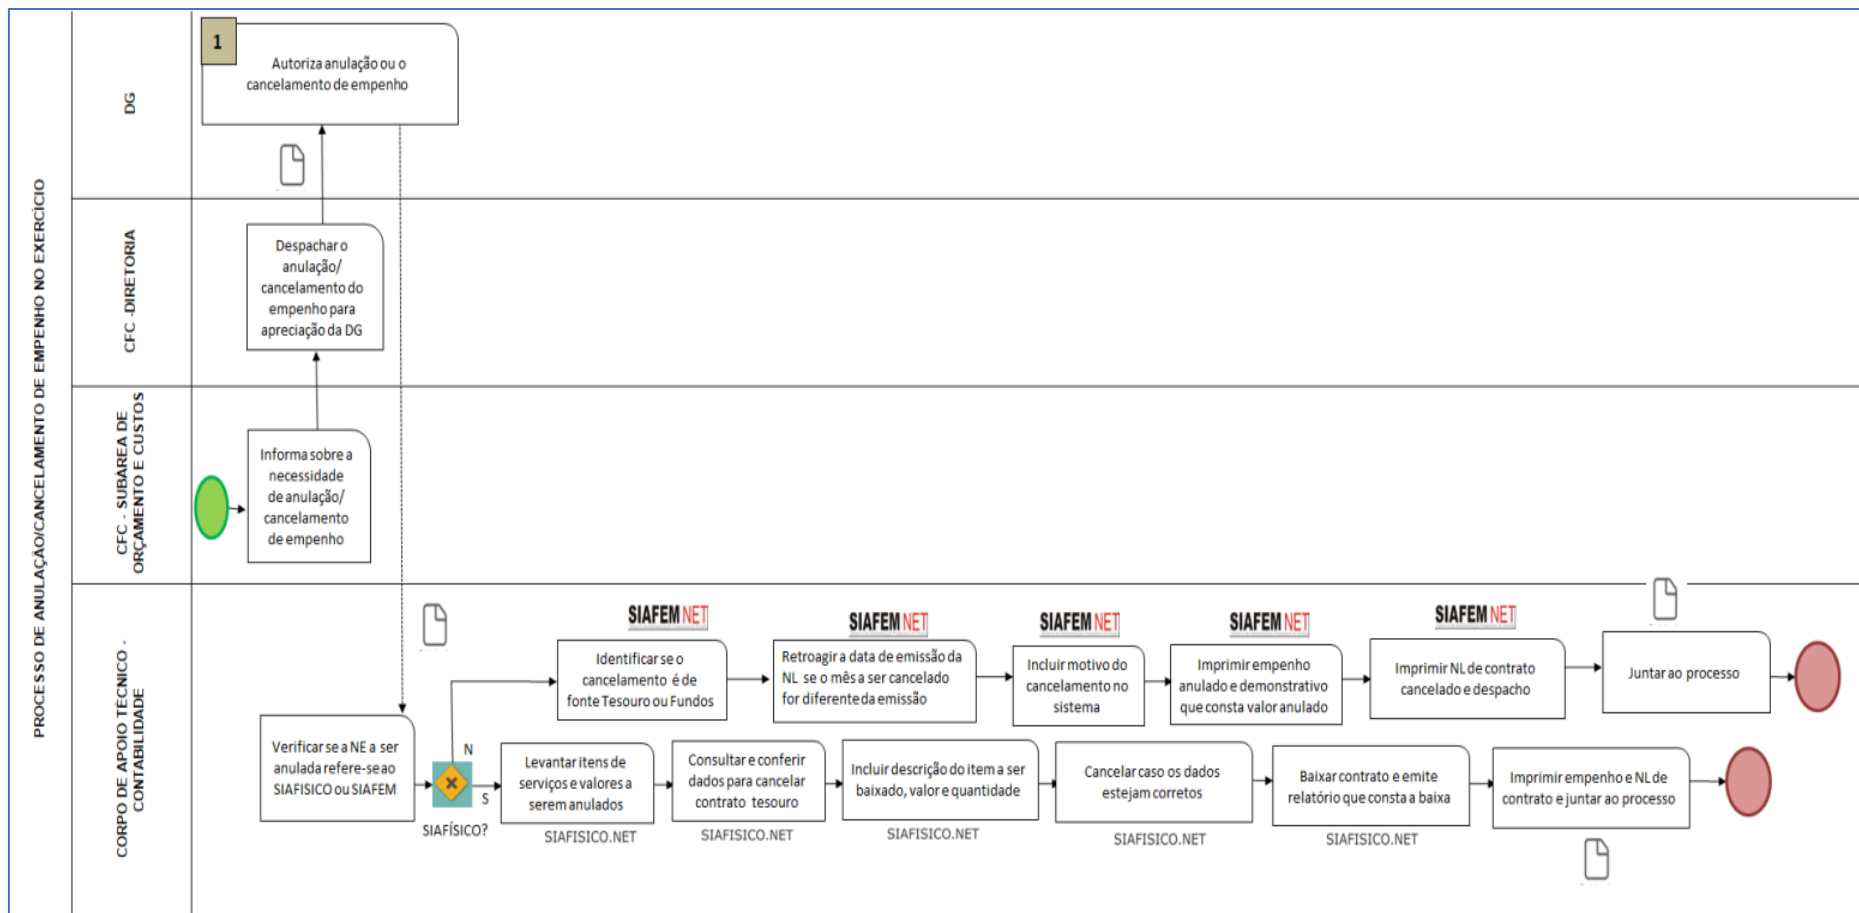 PROCESSO DE ANULAÇÃO/CANCELAMENTO DE EMPENHO NO EXERCÍCIO
DG
1
Autoriza anulação ou o
cancelamento de empenho
CFC -DIRETORIA
Despachar o
anulação/
cancelamento do
empenho para
apreciação da DG
CFC - SUBÁREA DE
ORÇAMENTO E CUSTOS
Informa sobre a
necessidade
de anulação/
cancelamento
de empenho
CORPO DE APOIO TÉCNICO -
CONTABILIDADE
Verificar se a NE a ser
anulada refere-se ao
SIAFISICO ou SIAFEM
SIAFÍSICO?
N
S
SIAFEM NET
Identificar se o
cancelamento é de
fonte Tesouro ou Fundos
SIAFEM NET
Retroagir a data de emissão da
NL se o mês a ser cancelado
for diferente da emissão
SIAFEM NET
Incluir motivo do
cancelamento no
sistema
SIAFEM NET
Imprimir empenho
anulado e demonstrativo
que consta valor anulado
SIAFEM NET
Imprimir NL de contrato
cancelado e despacho
Juntar ao processo
Levantar itens de
serviços e valores a
serem anulados
SIAFISICO.NET
Consultar e conferir
dados para cancelar
contrato tesouro
SIAFISICO.NET
Incluir descrição do item a ser
baixado, valor e quantidade
SIAFISICO.NET
Cancelar caso os dados
estejam corretos
SIAFISICO.NET
Baixar contrato e emite
relatório que consta a baixa
SIAFISICO.NET
Imprimir empenho e NL de
contrato e juntar ao processo